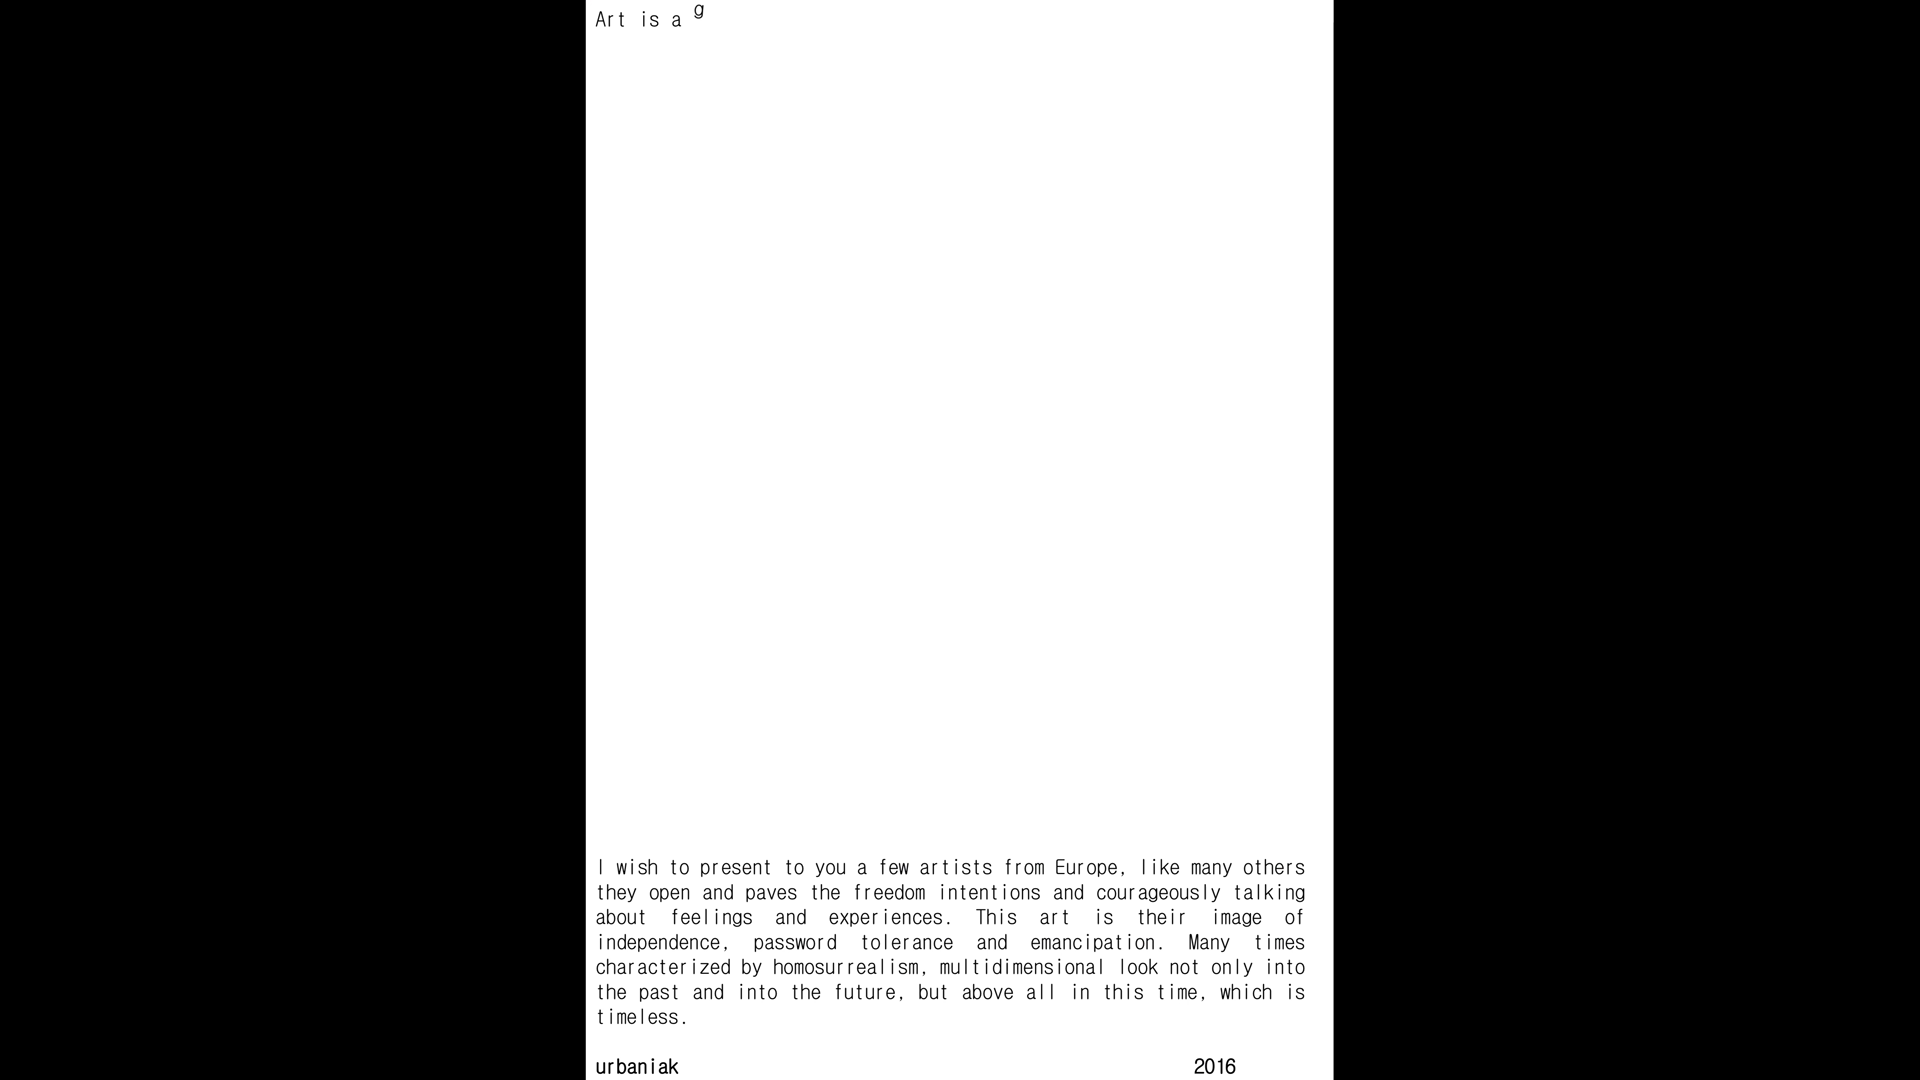 Art is a g
I wish to present to you a few artists from Europe, like many others
they open and paves the freedom intentions and courageously talking
about feelings and experiences. This art is their image of
independence, password tolerance and emancipation. Many times
characterized by homosurrealism, multidimensional look not only into
the past and into the future, but above all in this time, which is
timeless.
urbaniak 2016